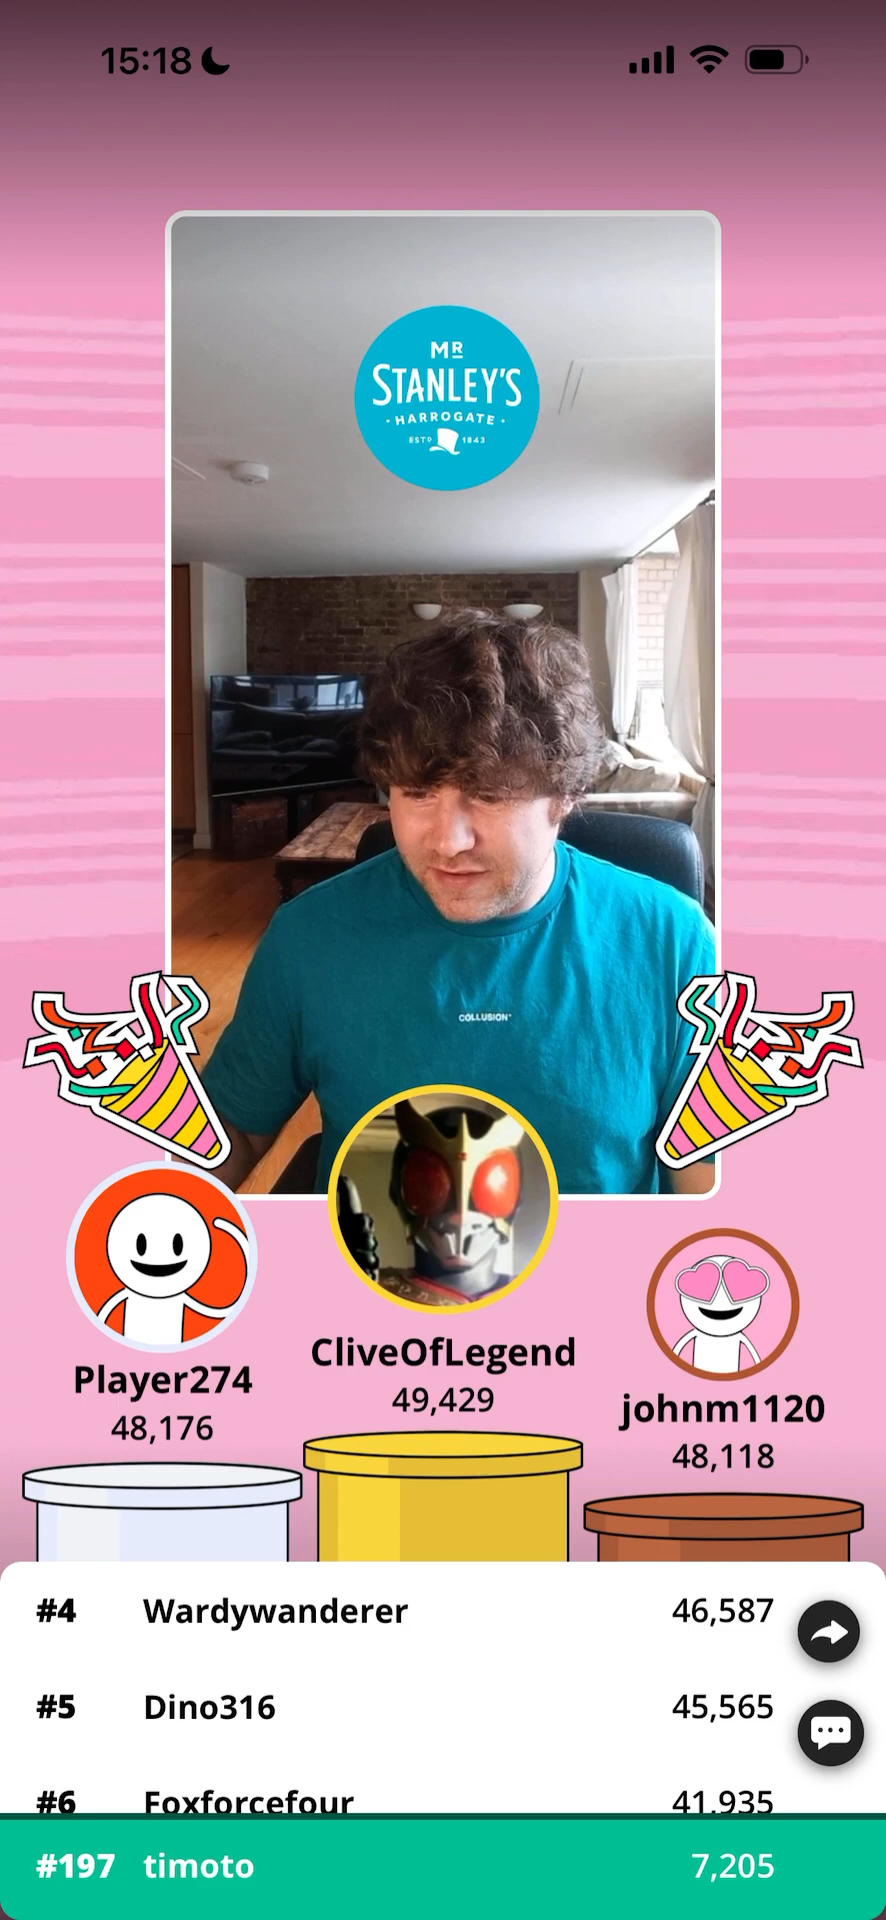 15:18
MR
STANLEY'S
· HARROGATE ·
ESTD 1843
COLLUSION
CliveOfLegend
49,429
Player274
48,176
johnm1120
48,118
#4 Wardywanderer 46,587
#5 Dino316 45,565
#6 Foxforcefour 41,935
#197 timoto 7,205